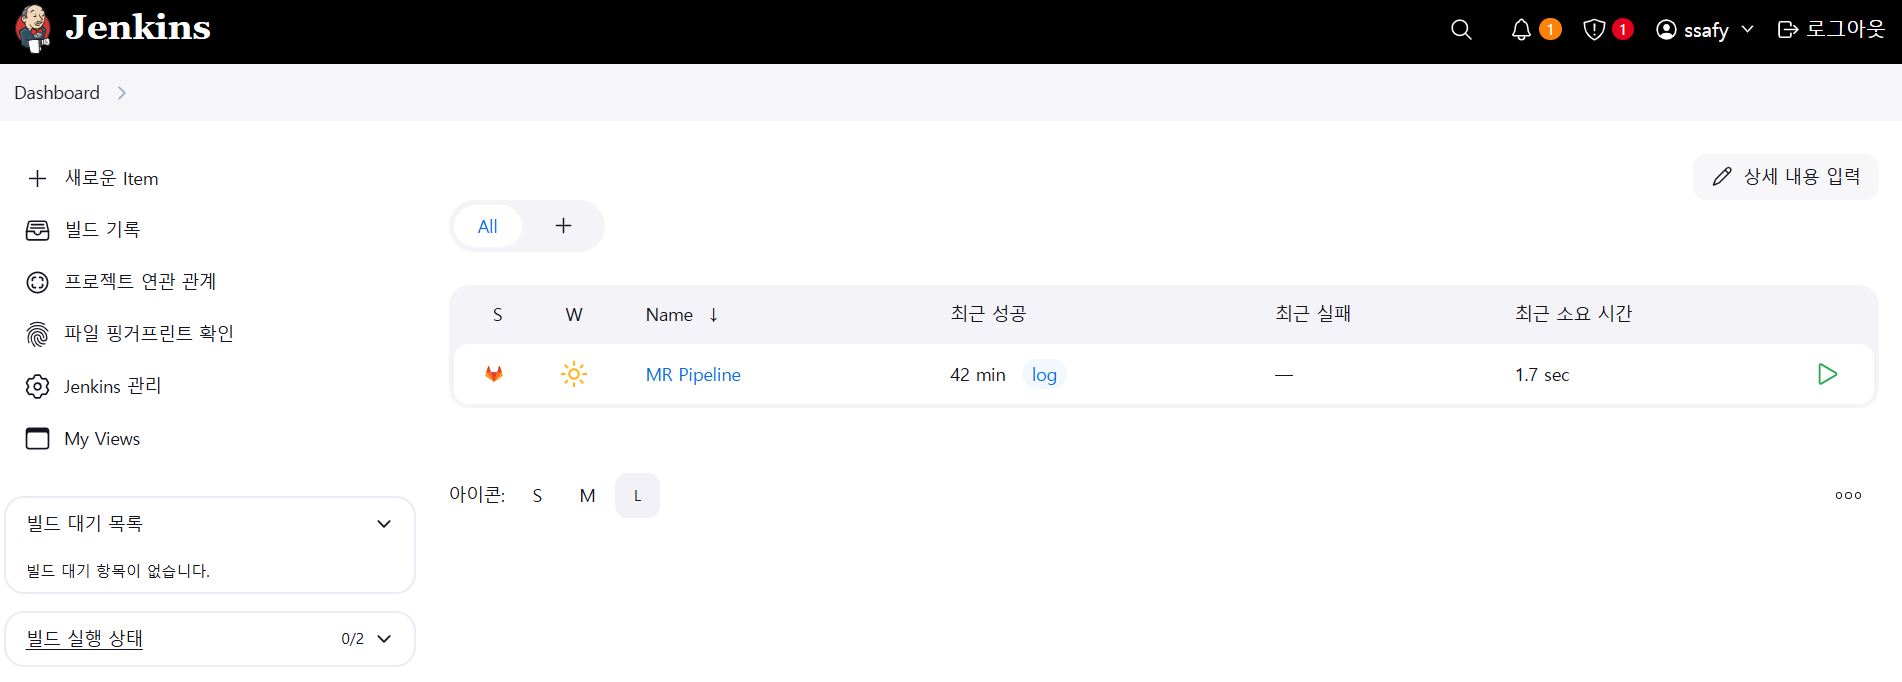 Jenkins
1
1
ssafy
로그아웃
Dashboard
새로운 Item
빌드 기록
프로젝트 연관 관계
파일 핑거프린트 확인
Jenkins 관리
My Views
빌드 대기 목록
빌드 대기 항목이 없습니다.
빌드 실행 상태 0/2
상세 내용 입력
All +
S W Name ↓ 최근 성공 최근 실패 최근 소요 시간
MR Pipeline 42 min log — 1.7 sec
아이콘: S M L